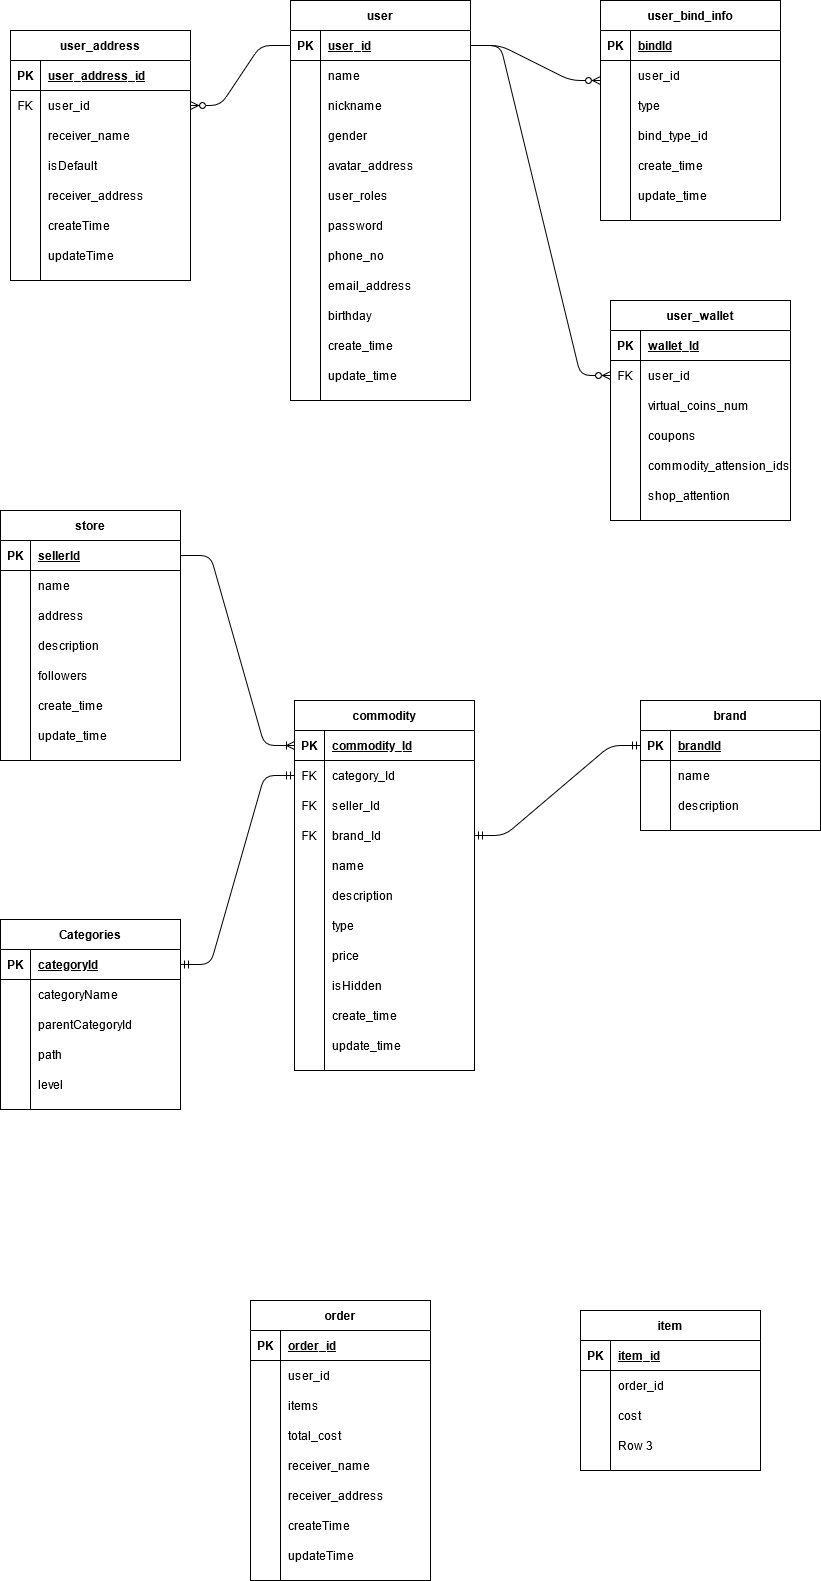 user_address
PK user_address_id
FK user_id
receiver_name
isDefault
receiver_address
createTime
updateTime
user
PK user_id
name
nickname
gender
avatar_address
user_roles
password
phone_no
email_address
birthday
create_time
update_time
user_bind_info
PK bindId
user_id
type
bind_type_id
create_time
update_time
user_wallet
PK wallet_Id
FK user_id
virtual_coins_num
coupons
commodity_attension_ids
shop_attention
store
PK sellerId
name
address
description
followers
create_time
update_time
commodity
PK commodity_Id
FK category_Id
FK seller_Id
FK brand_Id
name
description
type
price
isHidden
create_time
update_time
brand
PK brandId
name
description
Categories
PK categoryId
categoryName
parentCategoryId
path
level
order
PK order_id
user_id
items
total_cost
receiver_name
receiver_address
createTime
updateTime
item
PK item_id
order_id
cost
Row 3